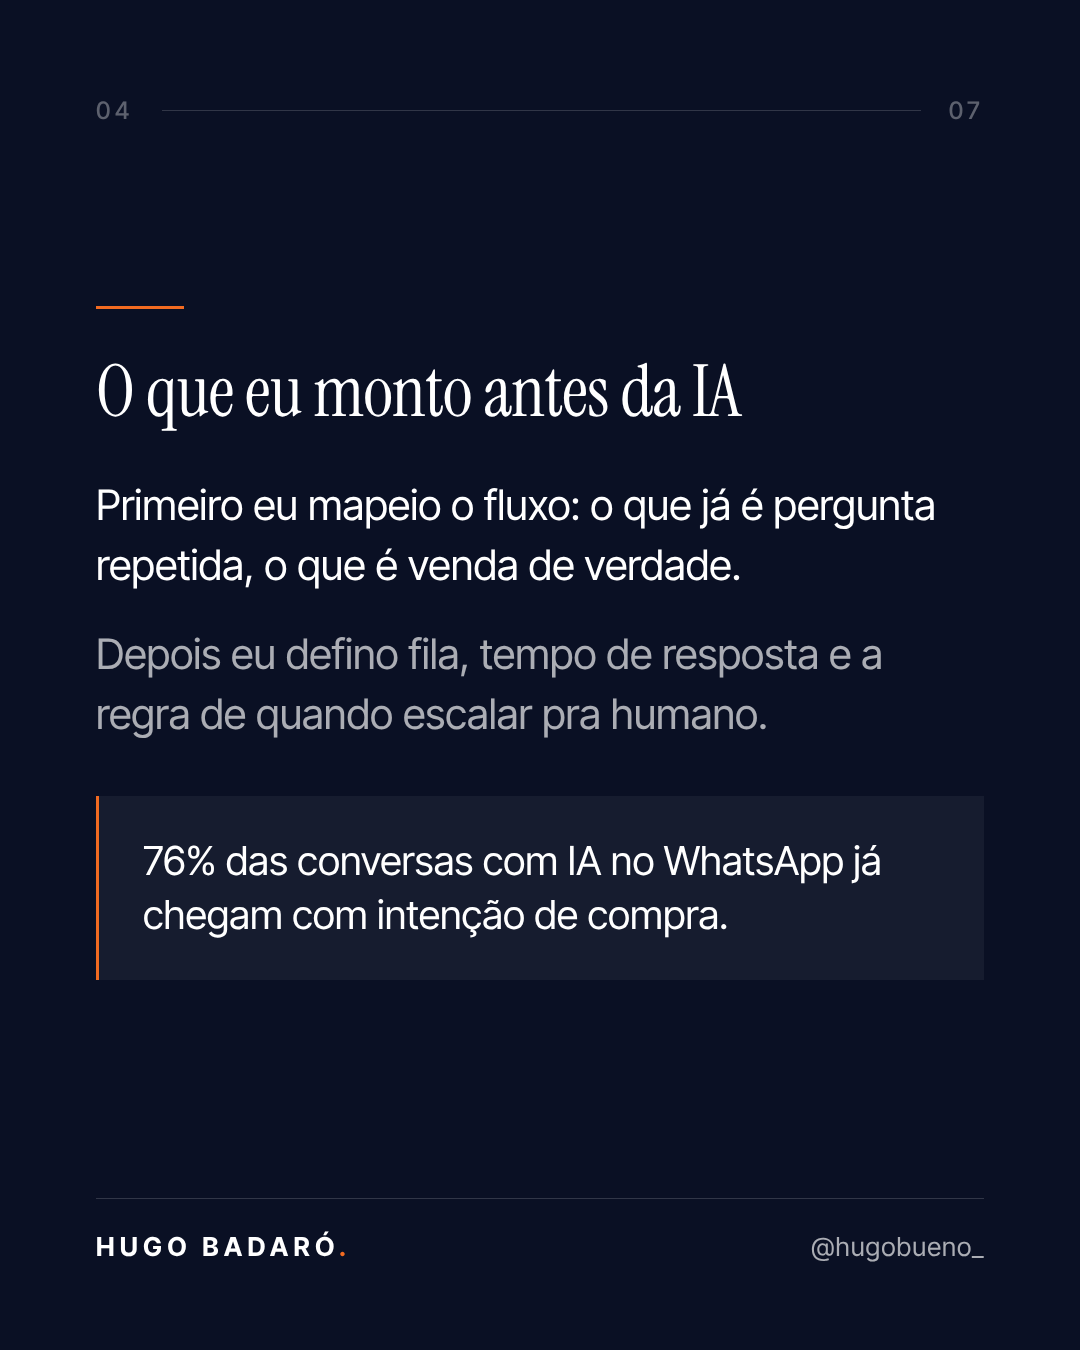 04 07
O que eu monto antes da IA
Primeiro eu mapeio o fluxo: o que já é pergunta
repetida, o que é venda de verdade.
Depois eu defino fila, tempo de resposta e a
regra de quando escalar pra humano.
76% das conversas com IA no WhatsApp já
chegam com intenção de compra.
HUGO BADARÓ. @hugobueno_